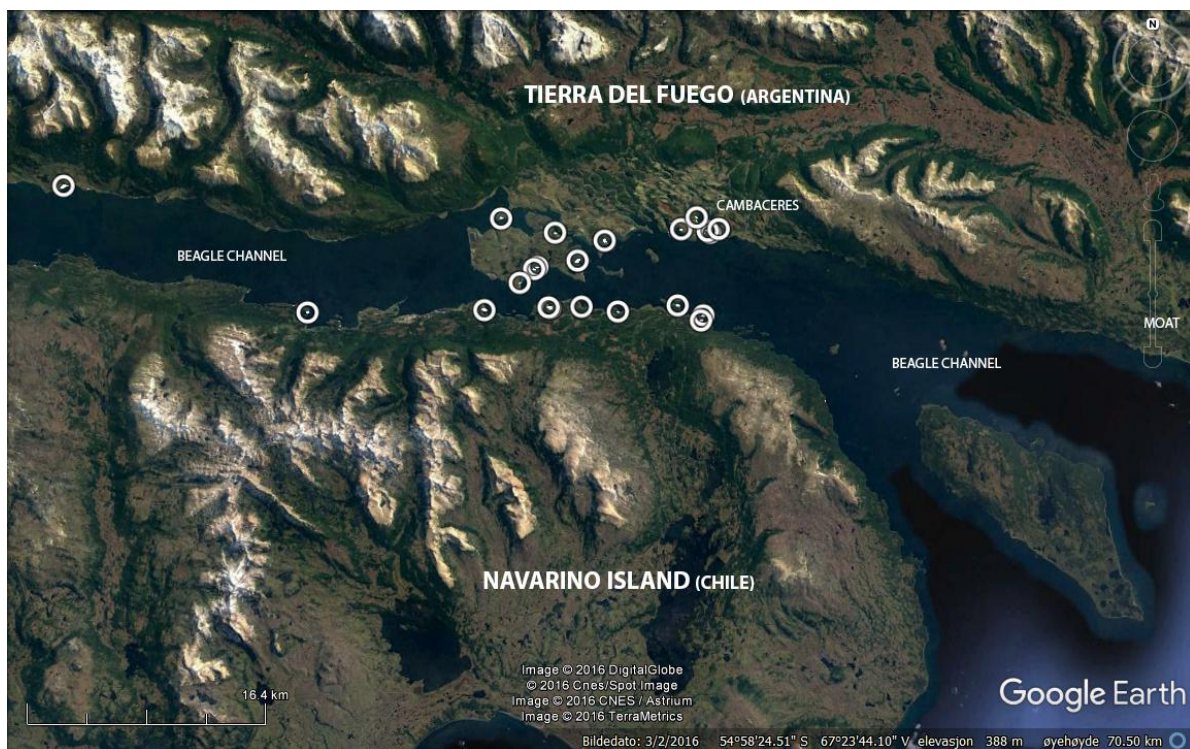 N
TIERRA DEL FUEGO (ARGENTINA)
CAMBACERES
BEAGLE CHANNEL
MOAT
BEAGLE CHANNEL
NAVARINO ISLAND (CHILE)
Image © 2016 DigitalGlobe
© 2016 Cnes/Spot Image
Image © 2016 CNES / Astrium
Image © 2016 TerraMetrics
16.4 km
Google Earth
Bildedato: 3/2/2016 54°58'24.51" S 67°23'44.10" V elevasjon 388 m øyehøyde 70.50 km